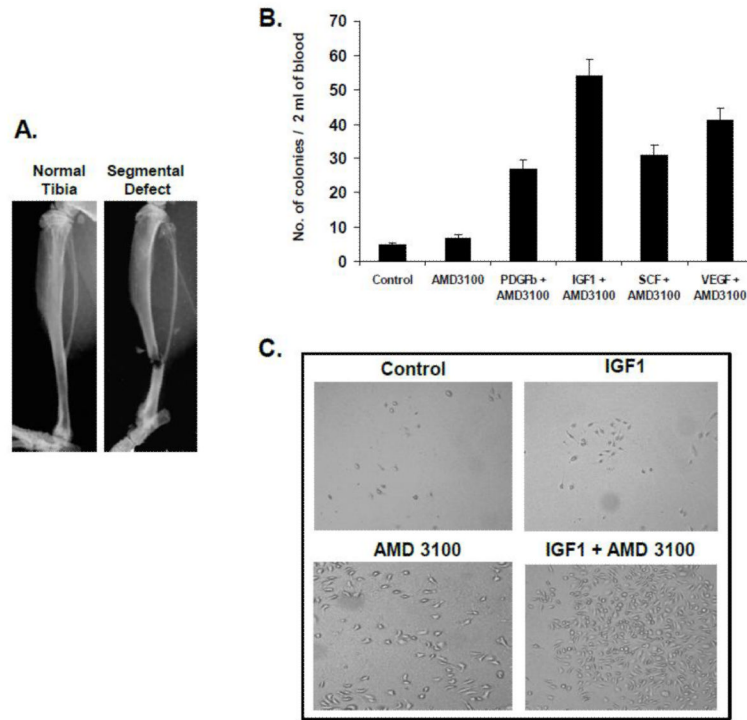 A.
Normal Tibia
Segmental Defect
B.
No. of colonies / 2 ml of blood
70
60
50
40
30
20
10
0
Control
AMD3100
PDGFb + AMD3100
IGF1 + AMD3100
SCF + AMD3100
VEGF + AMD3100
C.
Control
IGF1
AMD 3100
IGF1 + AMD 3100